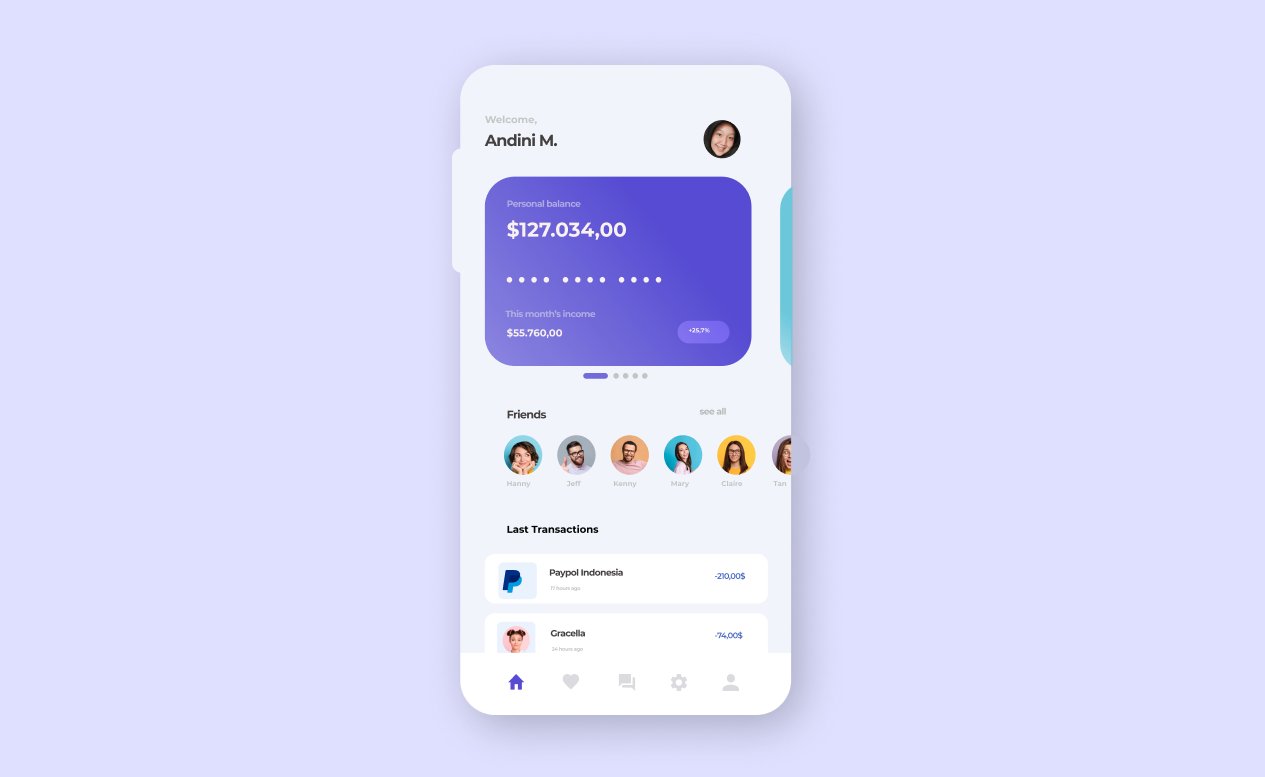 Welcome,
Andini M.
Personal balance
$127.034,00
This month's income
$55.760,00
+25,7%
Friends
see all
Hanny Jeff Kenny Mary Claire Tan
Last Transactions
Paypol Indonesia
-210,00$
11 hours ago
Gracella
-74,00$
24 hours ago